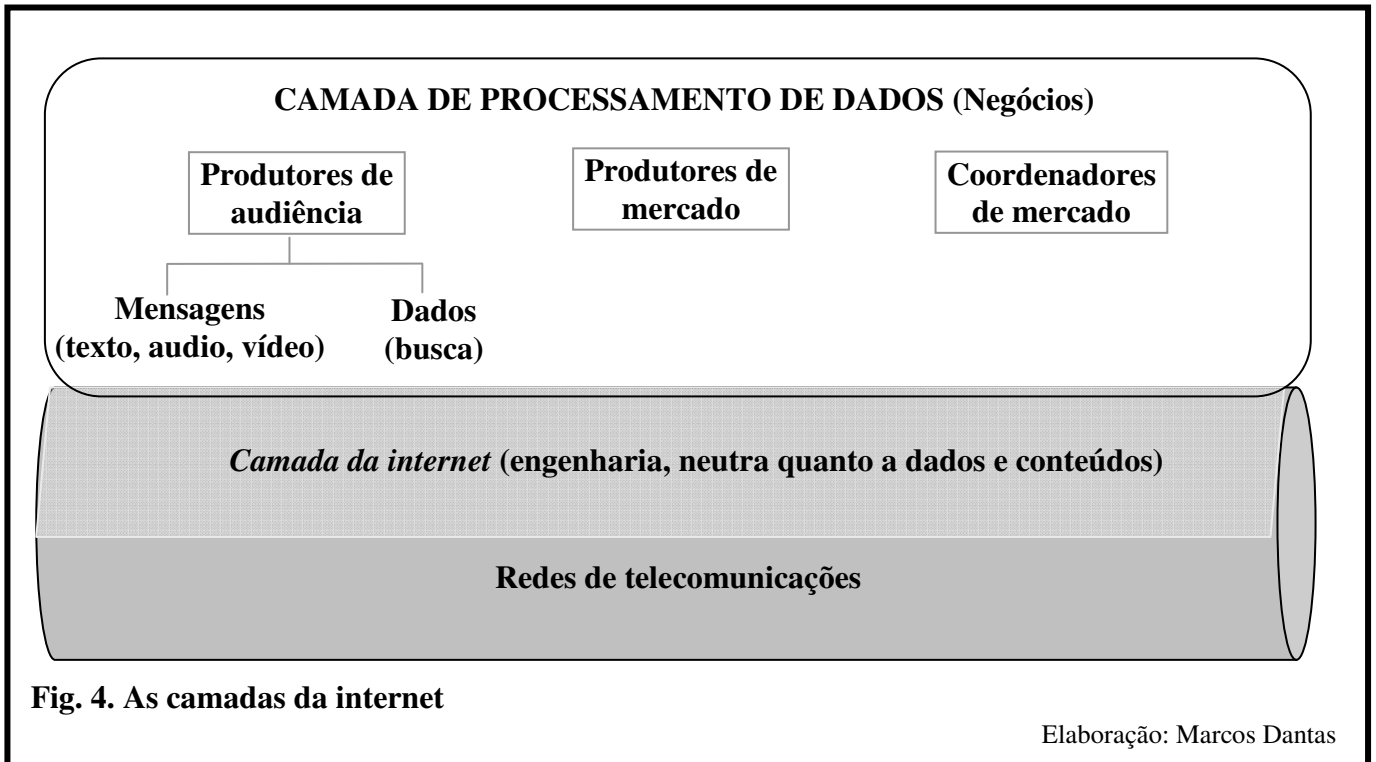 CAMADA DE PROCESSAMENTO DE DADOS (Negócios)
Produtores de
audiência
Produtores de
mercado
Coordenadores
de mercado
Mensagens
(texto, audio, vídeo)
Dados
(busca)
Camada da internet (engenharia, neutra quanto a dados e conteúdos)
Redes de telecomunicações
Fig. 4. As camadas da internet
Elaboração: Marcos Dantas